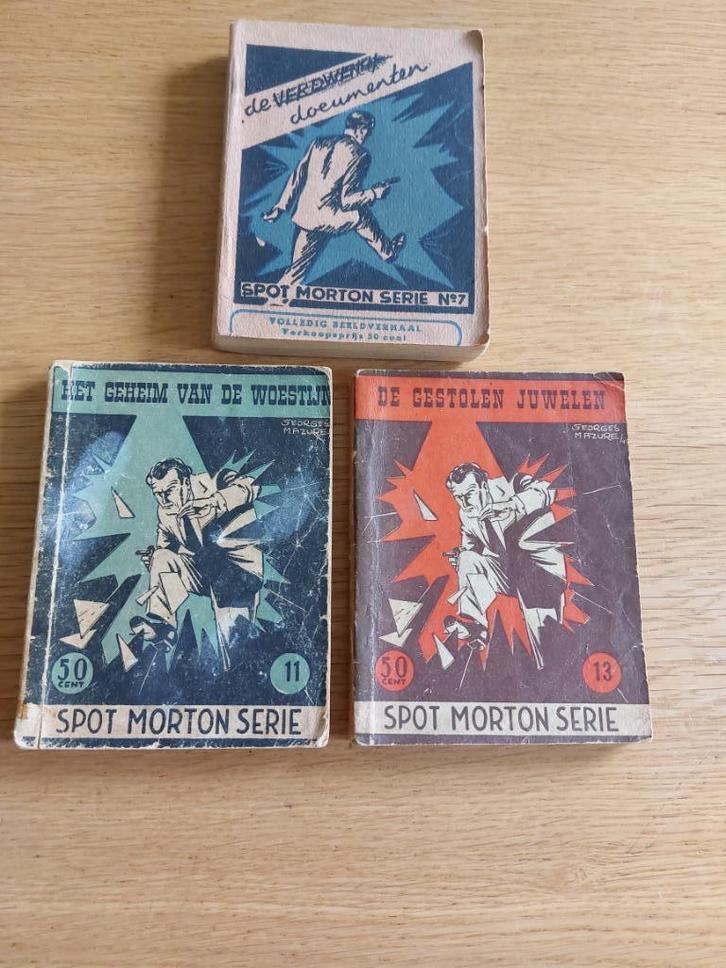 de VERDWENEN
documenten
SPOT MORTON SERIE Nº7
VOLLEDIG BEELDVERHAAL
Verkoopsprijs 50 cent
HET GEHEIM VAN DE WOESTIJN
GEORGES
MAZURE
50
CENT
11
SPOT MORTON SERIE
DE GESTOLEN JUWELEN
GEORGES
MAZURE
50
CENT
13
SPOT MORTON SERIE